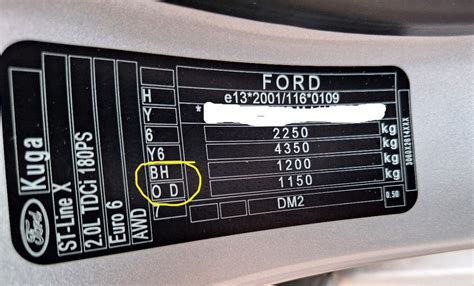 FORD
H
e13*2001/116*0109
Y
*
6
2250 kg
Y6
4350 kg
BH
1200 kg
O D
1150 kg
7
DM2
0.50
Ford
Kuga
ST-Line X
2.0L TDCi 180PS
Euro 6
AWD